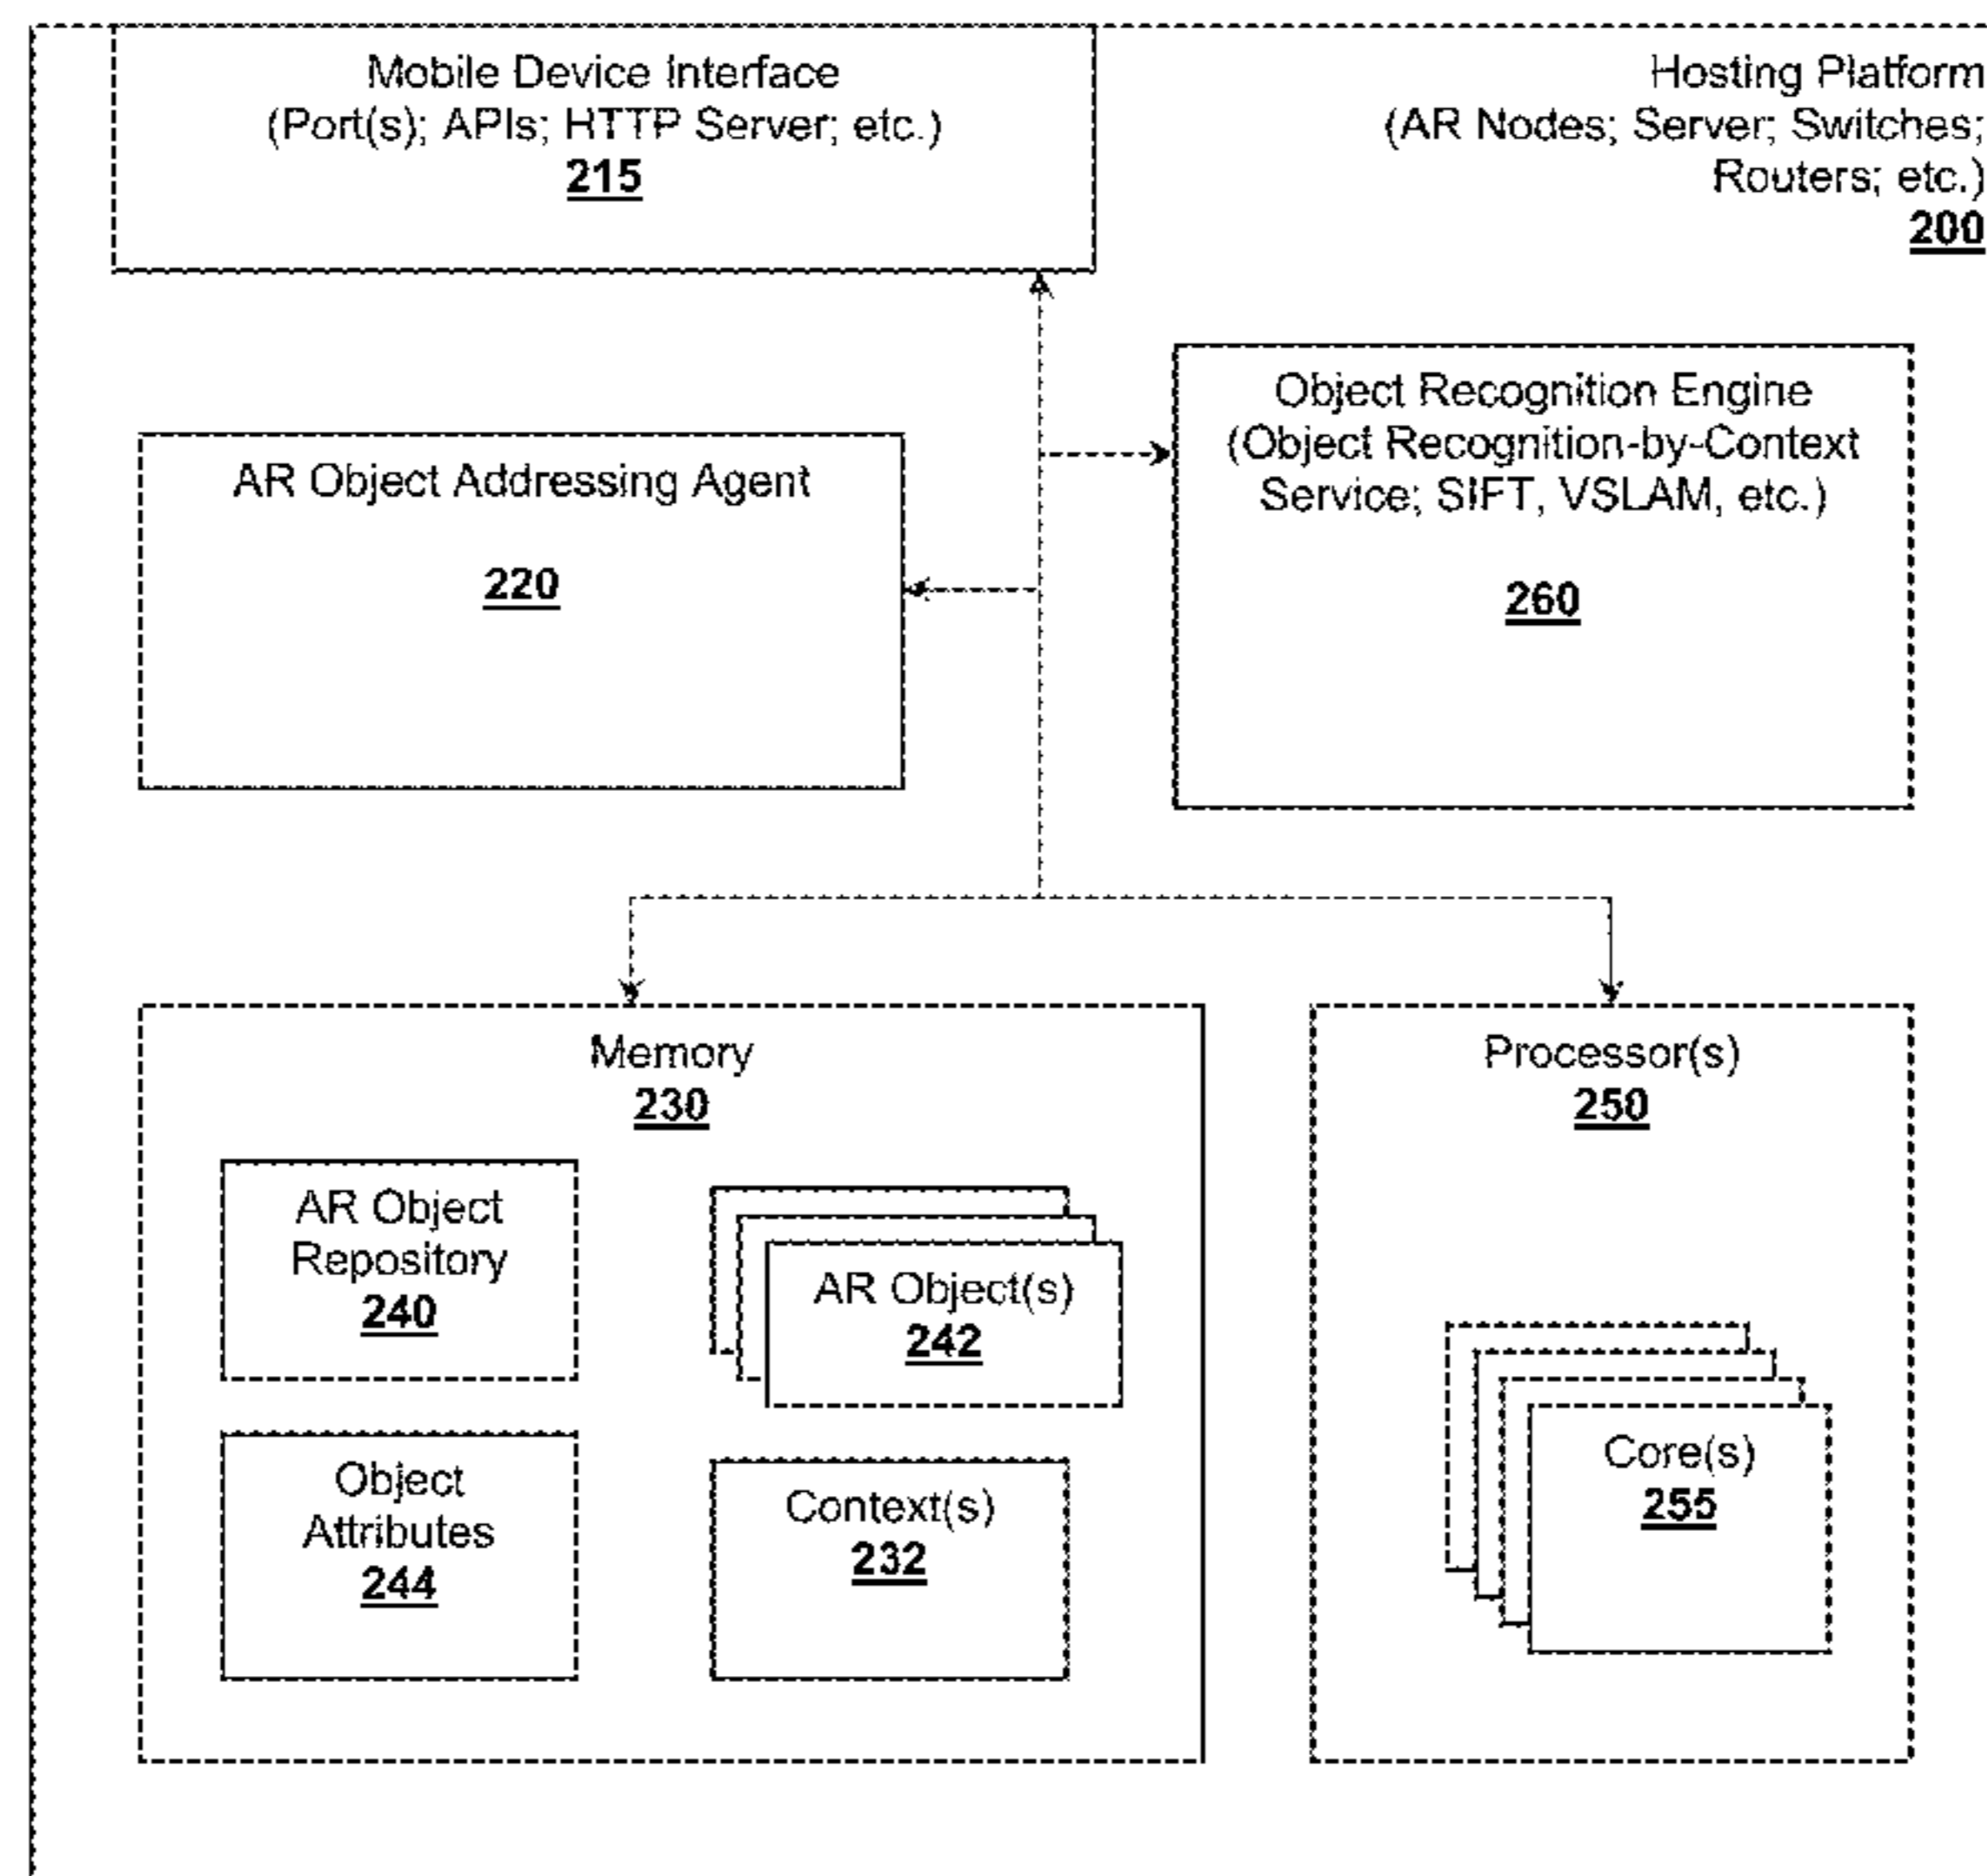 Mobile Device Interface
(Port(s); APIs; HTTP Server; etc.)
215
Hosting Platform
(AR Nodes; Server; Switches;
Routers; etc.)
200
Object Recognition Engine
(Object Recognition-by-Context
Service; SIFT, VSLAM, etc.)
260
AR Object Addressing Agent
220
Memory
230
AR Object
Repository
240
AR Object(s)
242
Object
Attributes
244
Context(s)
232
Processor(s)
250
Core(s)
255